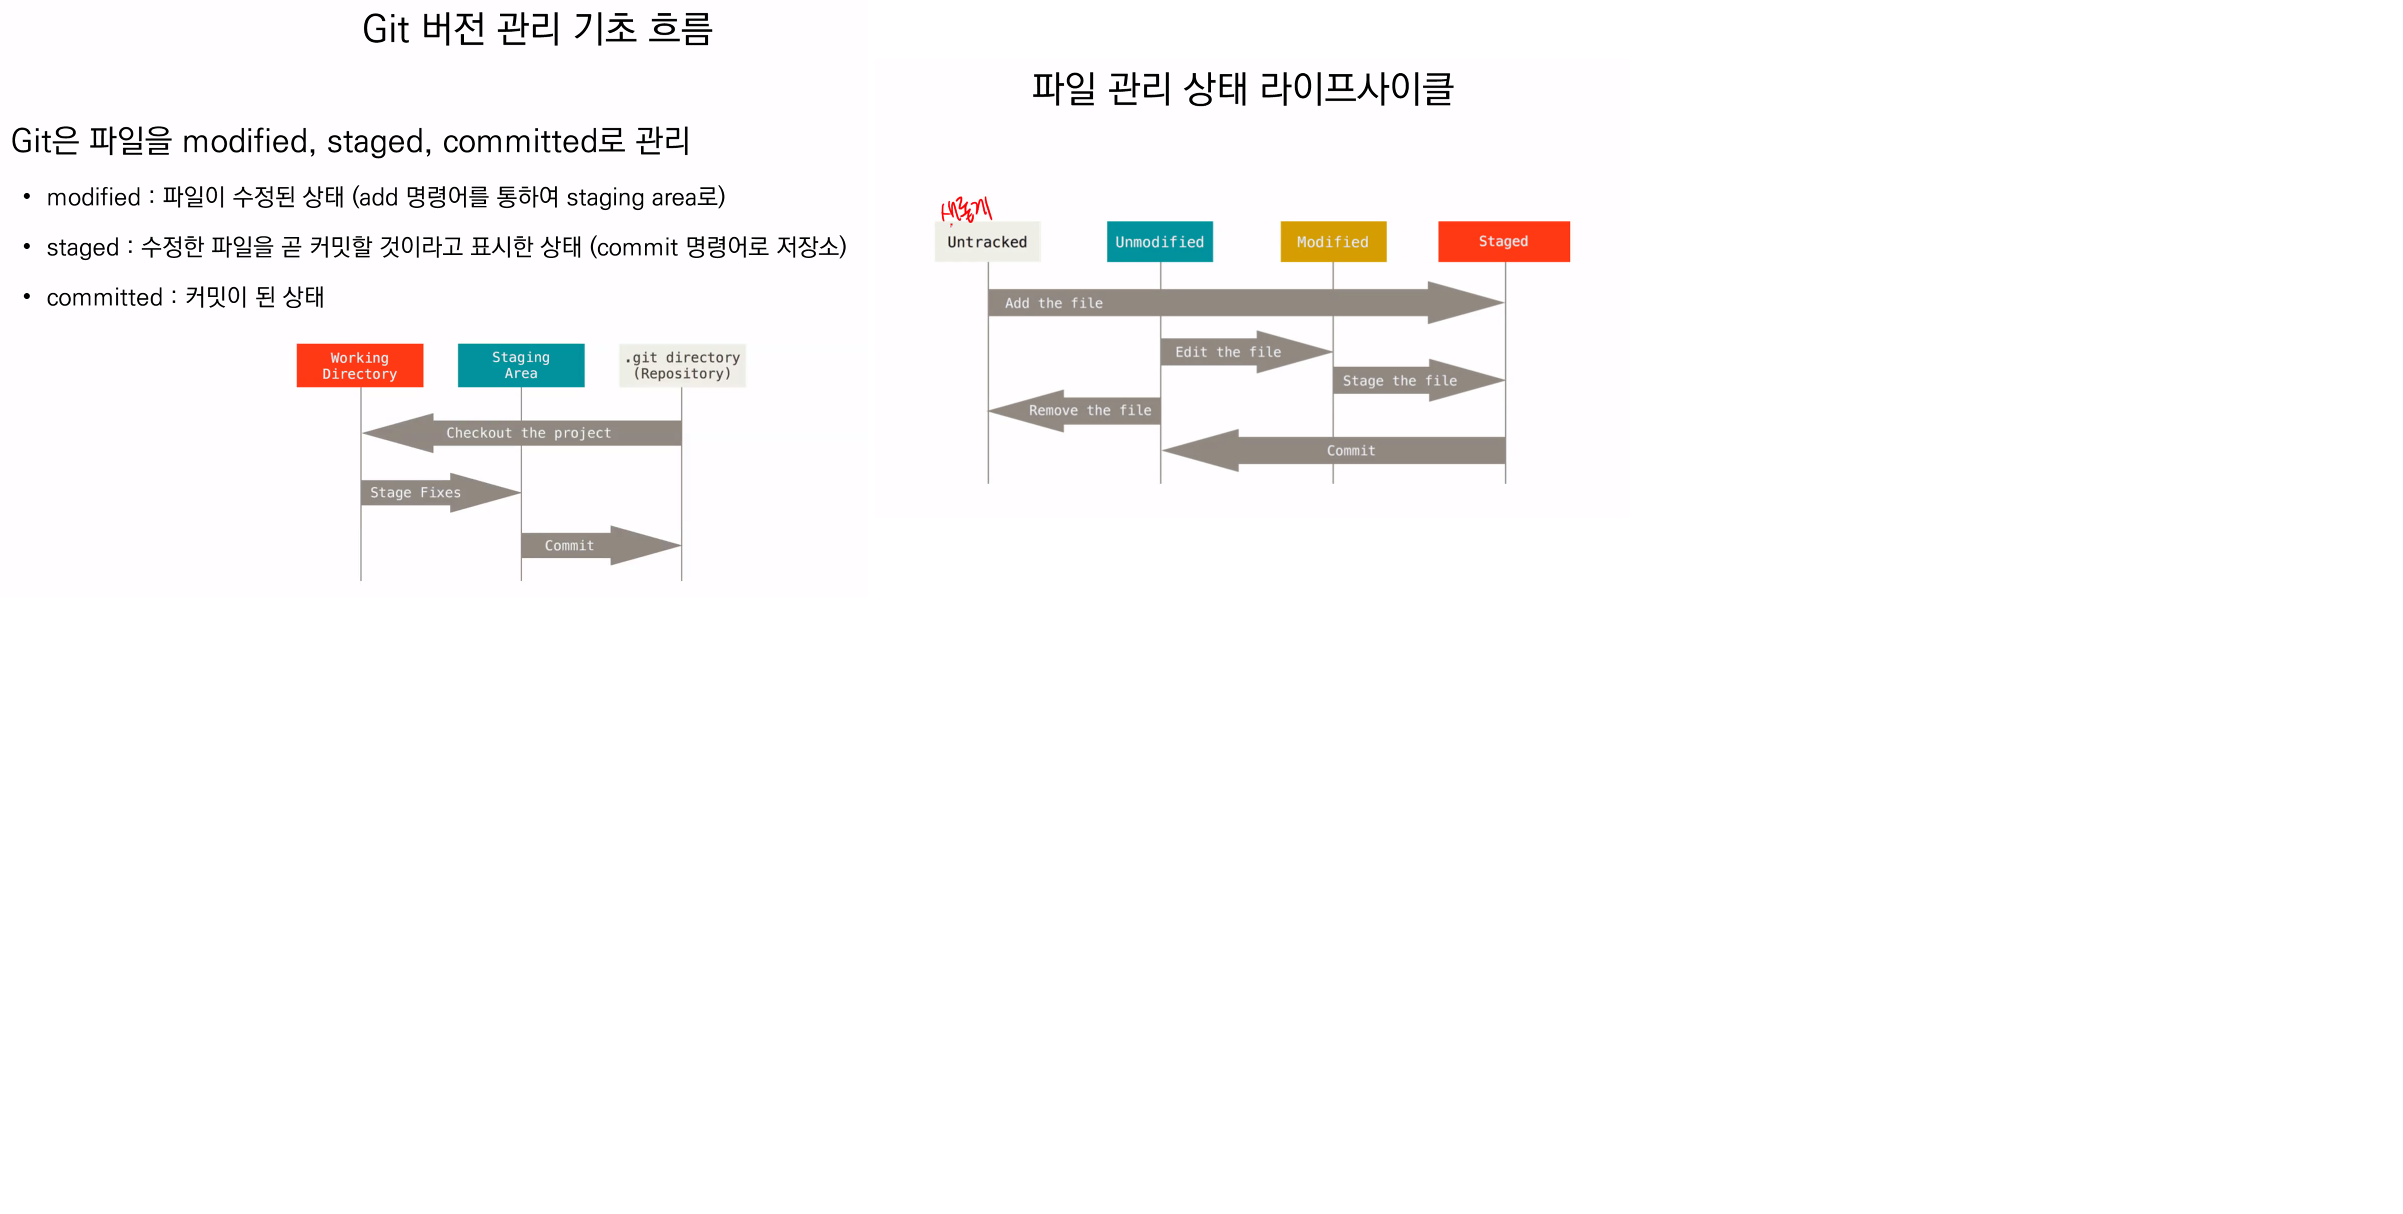 Git 버전 관리 기초 흐름
Git은 파일을 modified, staged, committed로 관리
• modified : 파일이 수정된 상태 (add 명령어를 통하여 staging area로)
• staged : 수정한 파일을 곧 커밋할 것이라고 표시한 상태 (commit 명령어로 저장소)
• committed : 커밋이 된 상태
Working
Directory
Staging
Area
.git directory
(Repository)
Checkout the project
Stage Fixes
Commit
파일 관리 상태 라이프사이클
Untracked
Unmodified
Modified
Staged
Add the file
Edit the file
Stage the file
Remove the file
Commit